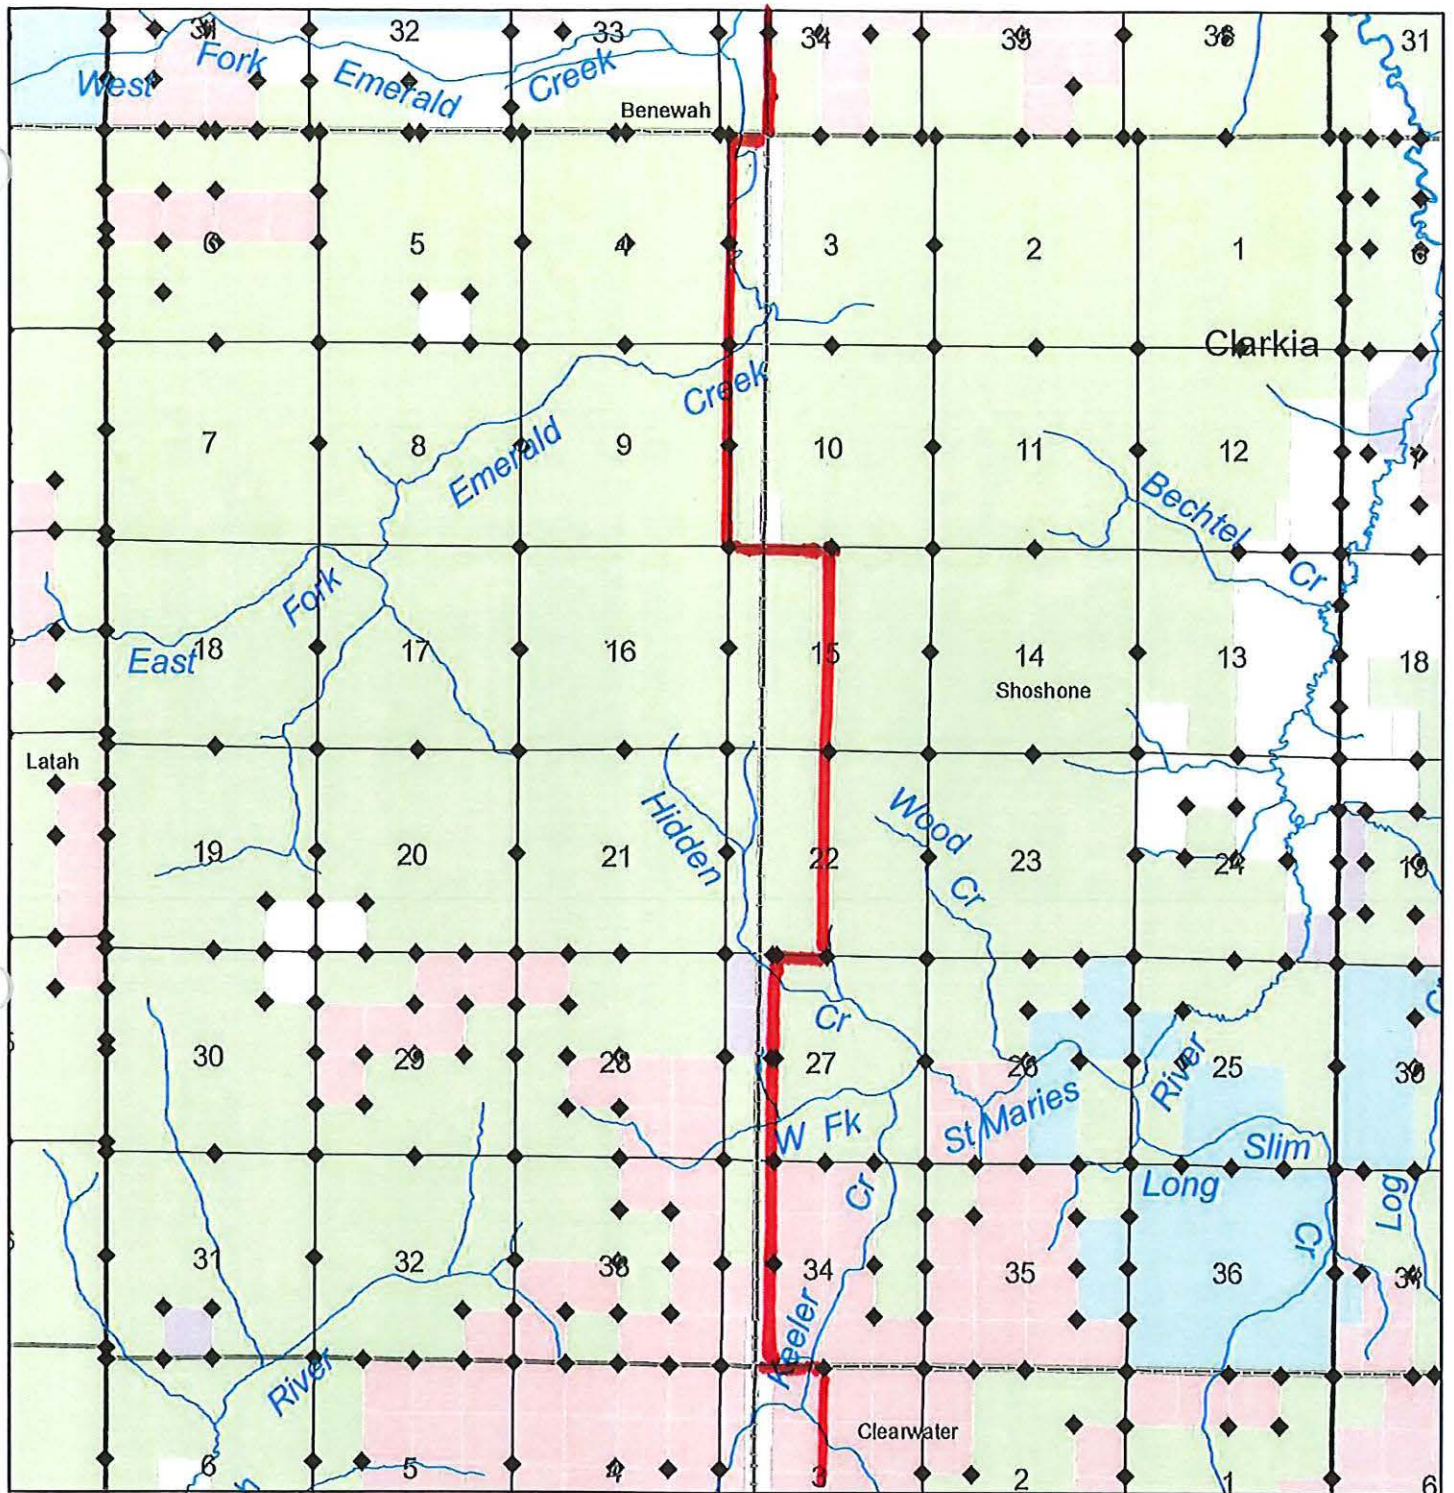 31 32 33 34 35 36 31
West Fork Emerald Creek
Benewah
6 5 4 3 2 1 6
Clarkia
Creek
7 8 9 10 11 12 7
Emerald
Bechtel
Cr
Fork
East
18 17 16 15 14 13 18
Shoshone
Latah
Hidden
Wood
Cr
19 20 21 22 23 24 19
Cr
30 29 28 27 26 25 30
River
W Fk
St Maries
Slim
Long
Cr
Log
Cr
31 32 33 34 35 36 31
Keeler
River
Clearwater
6 5 4 3 2 1 6